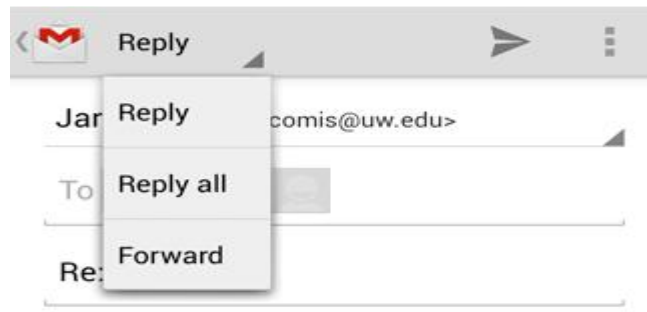 Reply
Jar comis@uw.edu>
Reply
To
Reply all
Re:
Forward